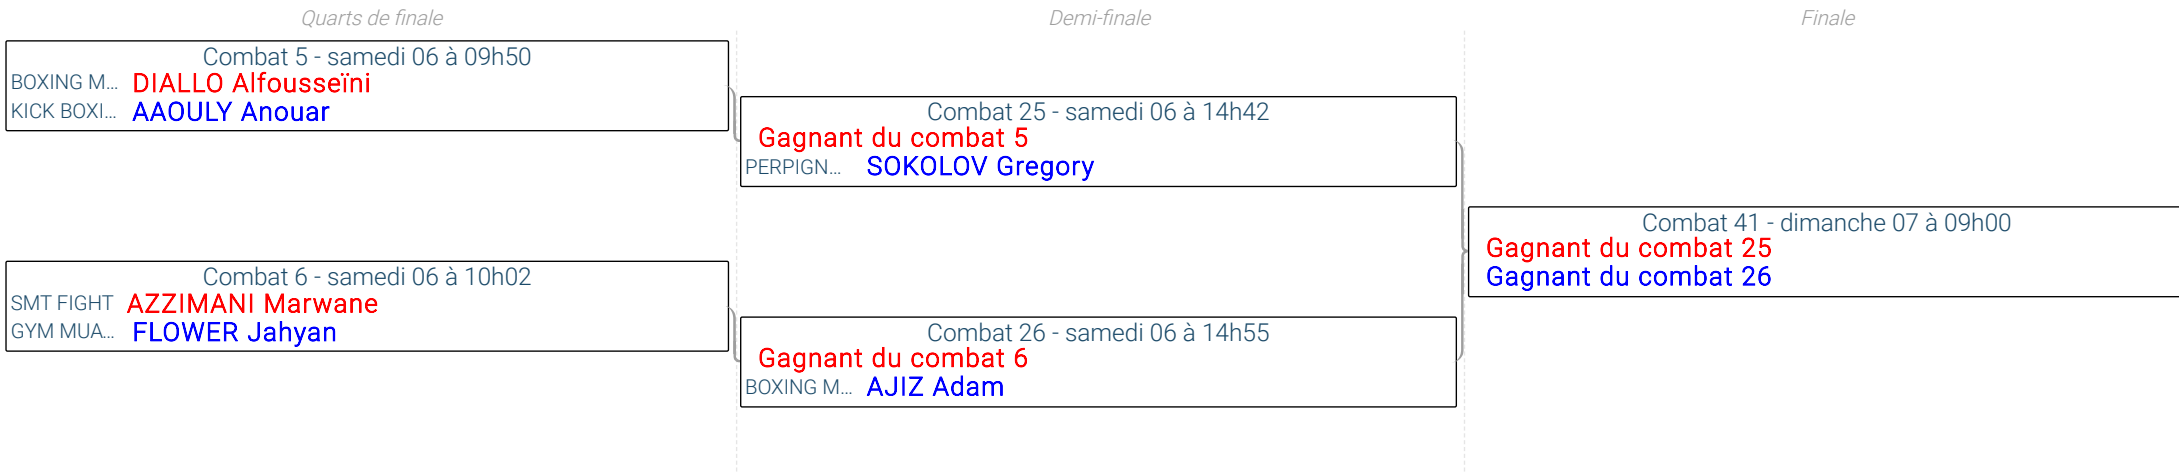 Quarts de finale
Demi-finale
Finale
Combat 5 - samedi 06 à 09h50
BOXING M... DIALLO Alfousseïni
KICK BOXI... AAOULY Anouar
Combat 25 - samedi 06 à 14h42
Gagnant du combat 5
PERPIGN... SOKOLOV Gregory
Combat 41 - dimanche 07 à 09h00
Gagnant du combat 25
Gagnant du combat 26
Combat 6 - samedi 06 à 10h02
SMT FIGHT AZZIMANI Marwane
GYM MUA... FLOWER Jahyan
Combat 26 - samedi 06 à 14h55
Gagnant du combat 6
BOXING M... AJIZ Adam